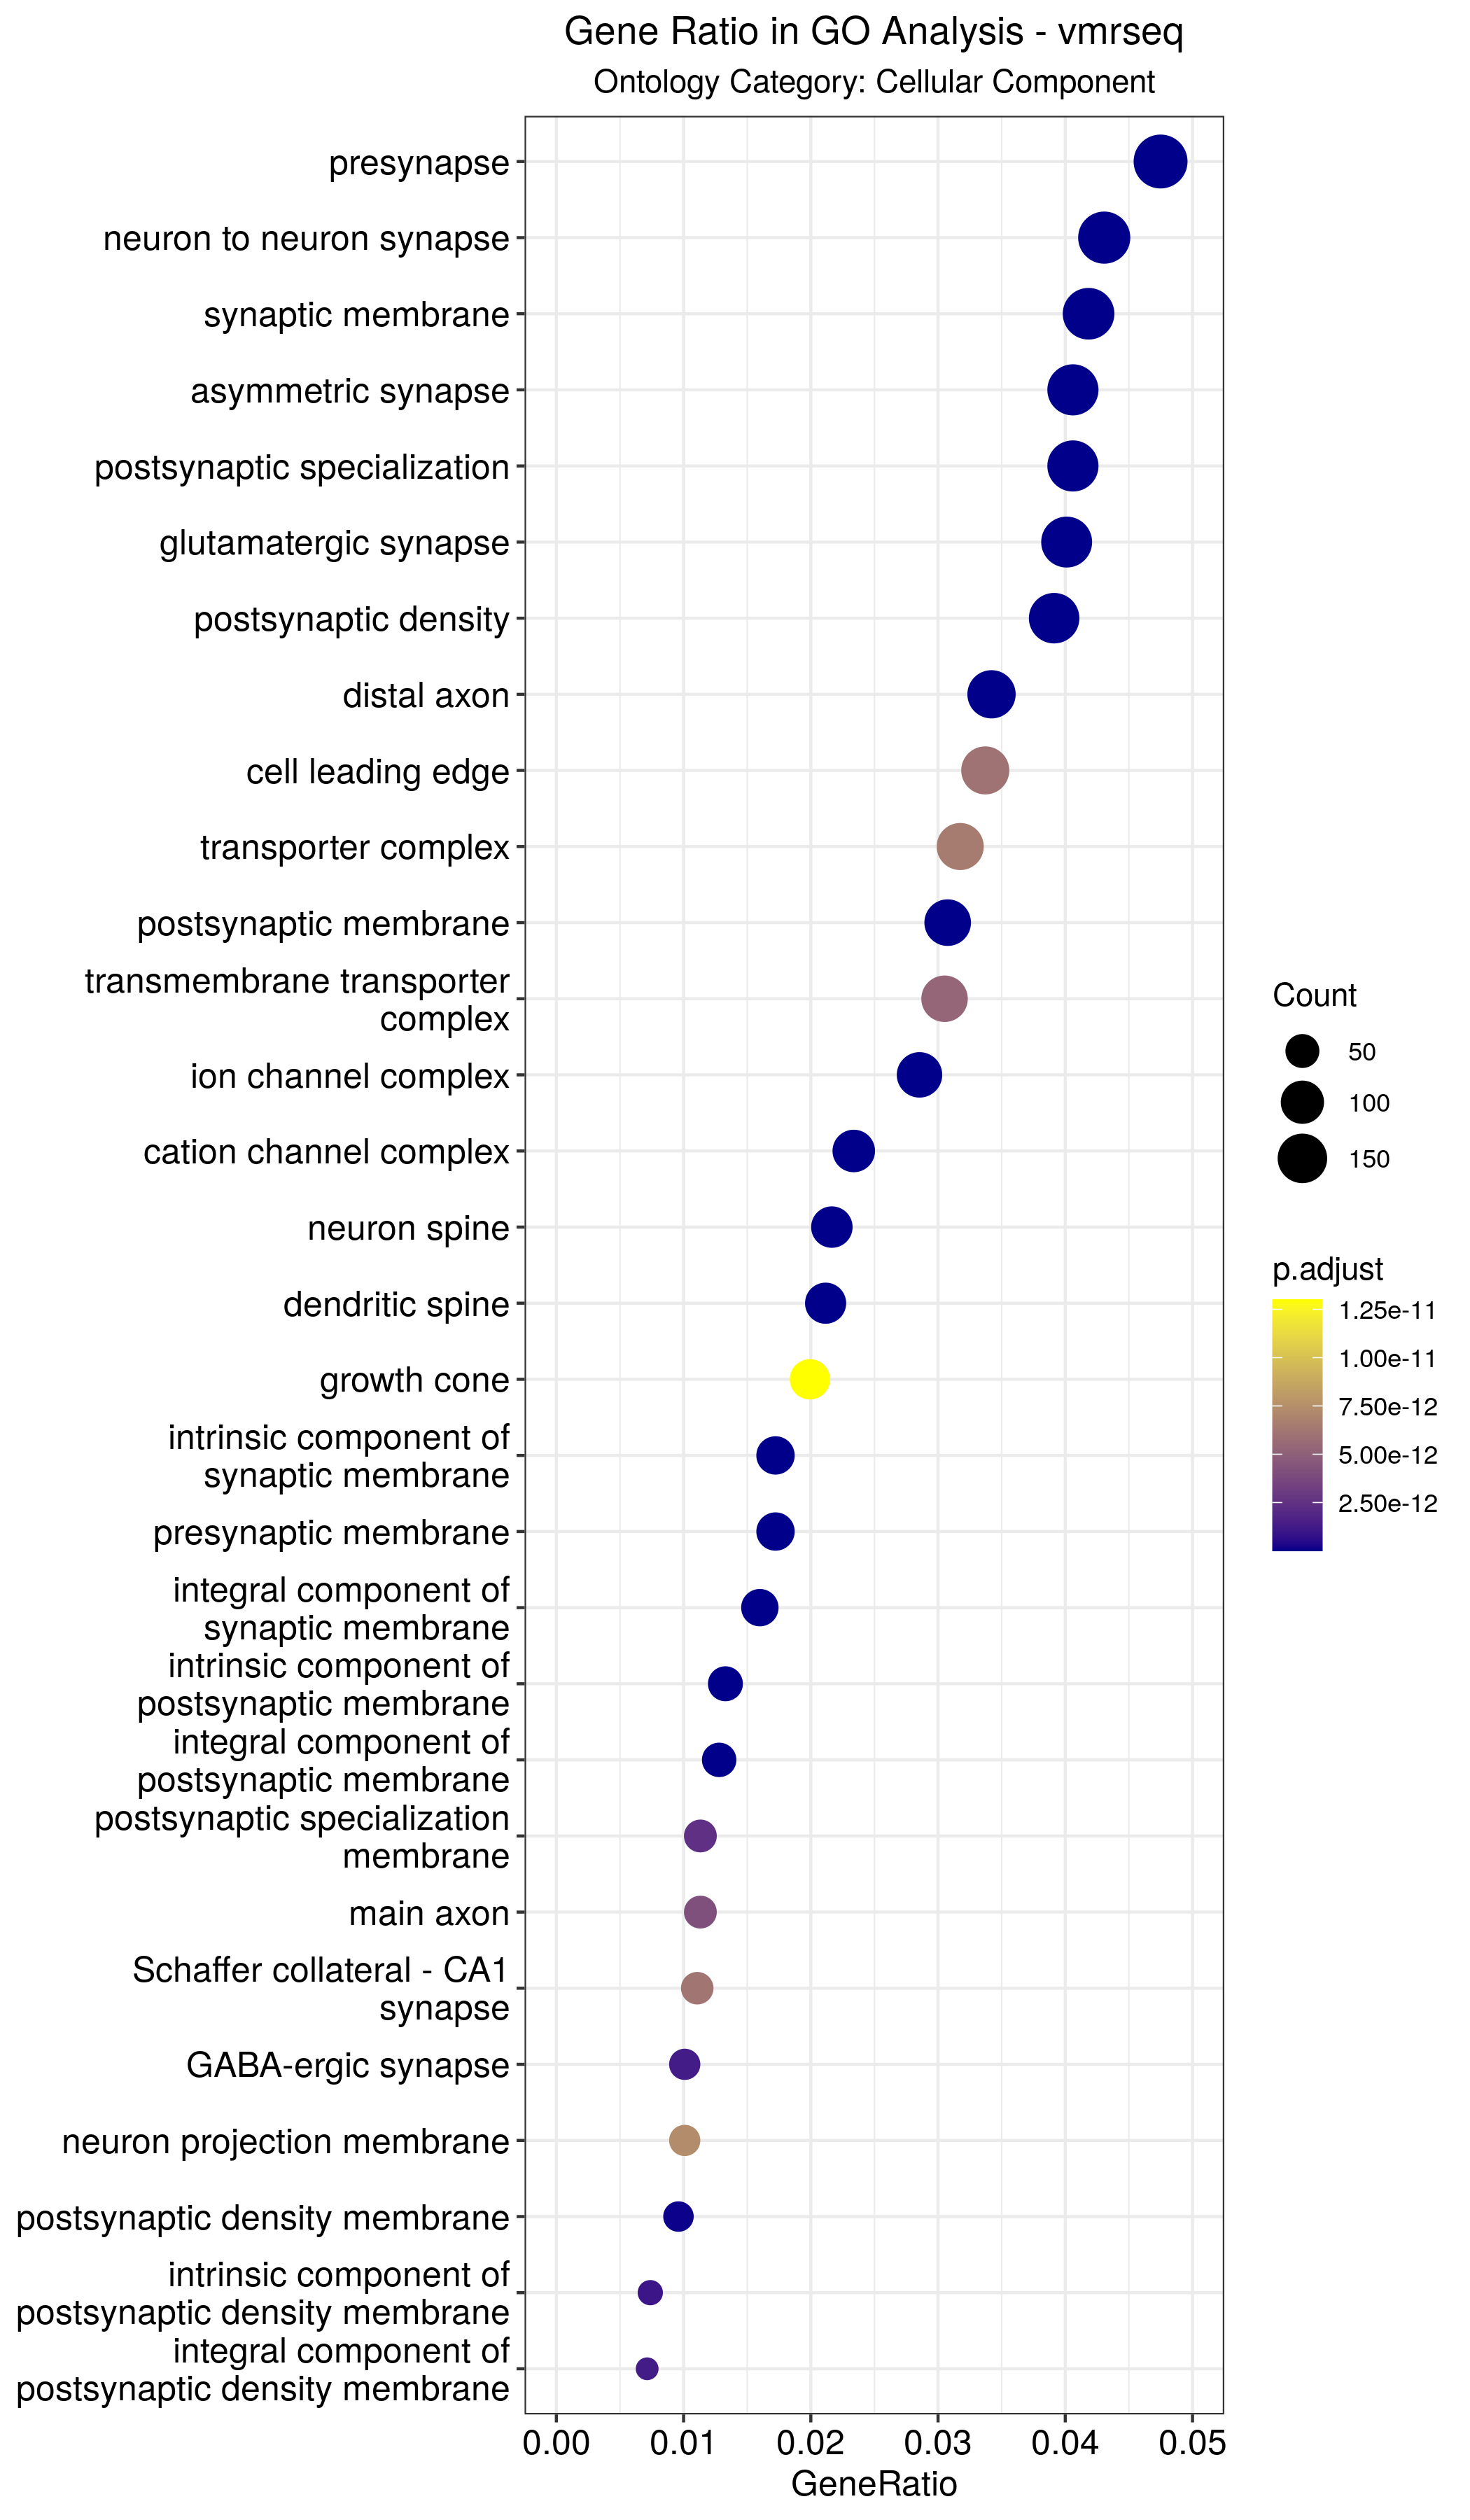 Gene Ratio in GO Analysis - vmrseq
Ontology Category: Cellular Component
presynapse
neuron to neuron synapse
synaptic membrane
asymmetric synapse
postsynaptic specialization
glutamatergic synapse
postsynaptic density
distal axon
cell leading edge
transporter complex
postsynaptic membrane
transmembrane transporter
complex
ion channel complex
cation channel complex
neuron spine
dendritic spine
growth cone
intrinsic component of
synaptic membrane
presynaptic membrane
integral component of
synaptic membrane
intrinsic component of
postsynaptic membrane
integral component of
postsynaptic membrane
postsynaptic specialization
membrane
main axon
Schaffer collateral - CA1
synapse
GABA-ergic synapse
neuron projection membrane
postsynaptic density membrane
intrinsic component of
postsynaptic density membrane
integral component of
postsynaptic density membrane
0.00 0.01 0.02 0.03 0.04 0.05
GeneRatio
Count
50
100
150
p.adjust
1.25e-11
1.00e-11
7.50e-12
5.00e-12
2.50e-12